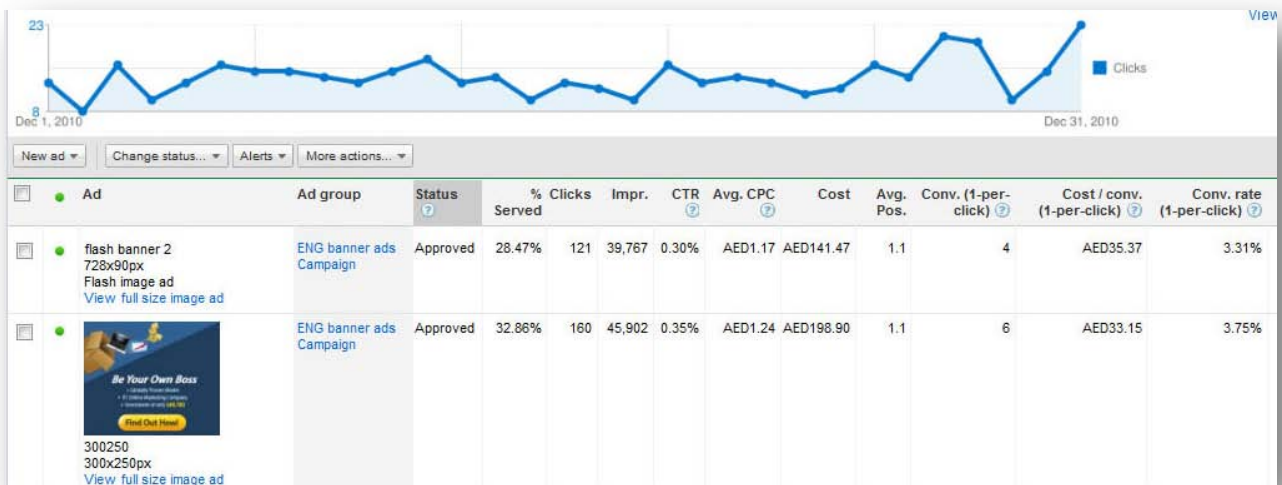 View
23
8
Clicks
Dec 1, 2010 Dec 31, 2010
New ad Change status... Alerts More actions...
Ad Ad group Status ? % Served Clicks Impr. CTR ? Avg. CPC ? Cost Avg. Pos. Conv. (1-per-click) ? Cost / conv. (1-per-click) ? Conv. rate (1-per-click) ?
flash banner 2 ENG banner ads Approved 28.47% 121 39,767 0.30% AED1.17 AED141.47 1.1 4 AED35.37 3.31%
728x90px Campaign
Flash image ad
View full size image ad
ENG banner ads Approved 32.86% 160 45,902 0.35% AED1.24 AED198.90 1.1 6 AED33.15 3.75%
Campaign
Be Your Own Boss
Find Out How!
300250
300x250px
View full size image ad